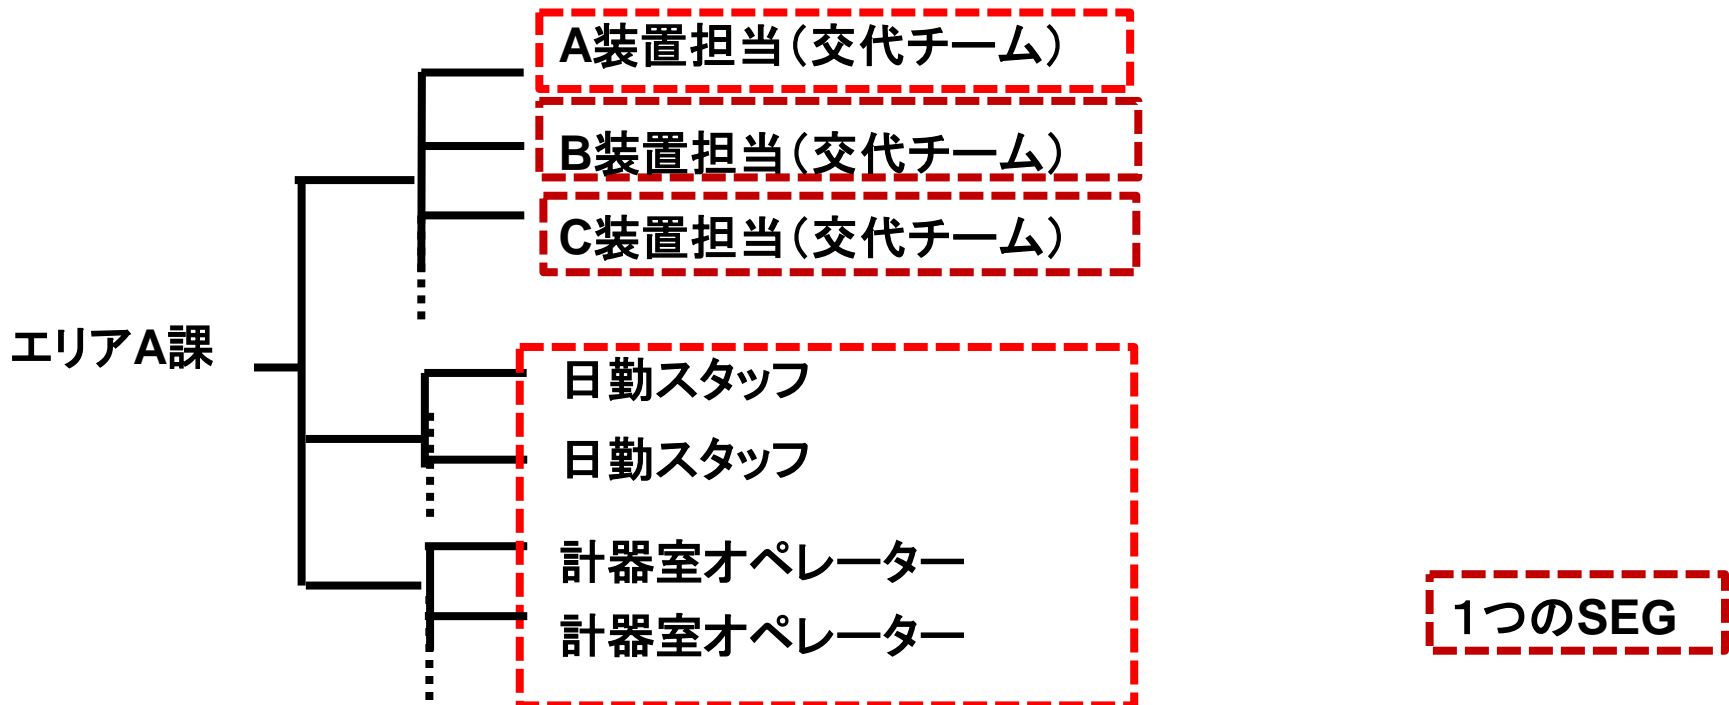 A装置担当（交代チーム）
B装置担当（交代チーム）
C装置担当（交代チーム）
エリアA課
日勤スタッフ
日勤スタッフ
計器室オペレーター
計器室オペレーター
１つのSEG